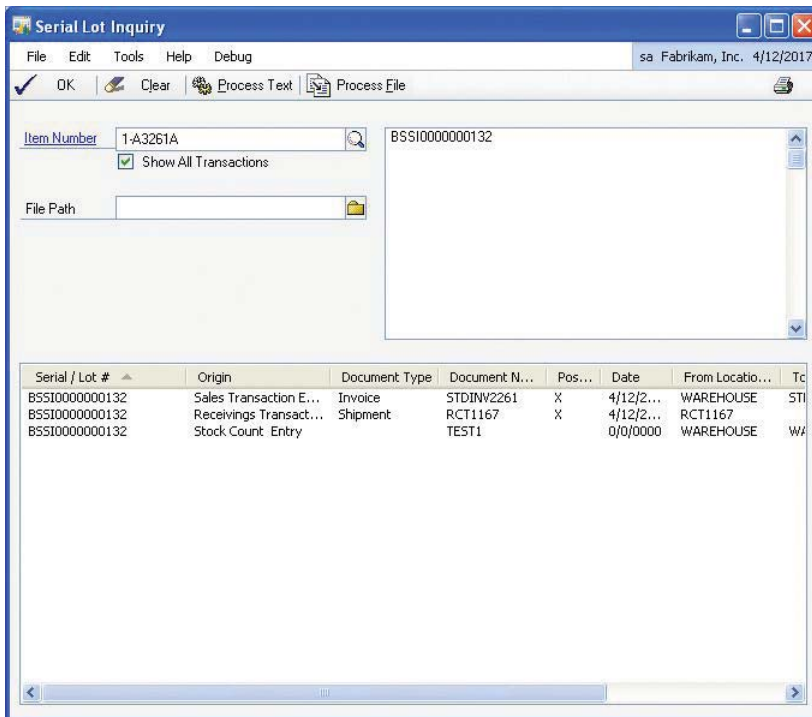 Serial Lot Inquiry
File Edit Tools Help Debug sa Fabrikam, Inc. 4/12/2017
OK Clear Process Text Process File
Item Number 1-A3261A
Show All Transactions
File Path
BSSI0000000132
Serial / Lot # Origin Document Type Document N... Pos... Date From Locatio... To
BSSI0000000132 Sales Transaction E... Invoice STDINV2261 X 4/12/2... WAREHOUSE STI
BSSI0000000132 Receivings Transact... Shipment RCT1167 X 4/12/2... RCT1167
BSSI0000000132 Stock Count Entry TEST1 0/0/0000 WAREHOUSE WA